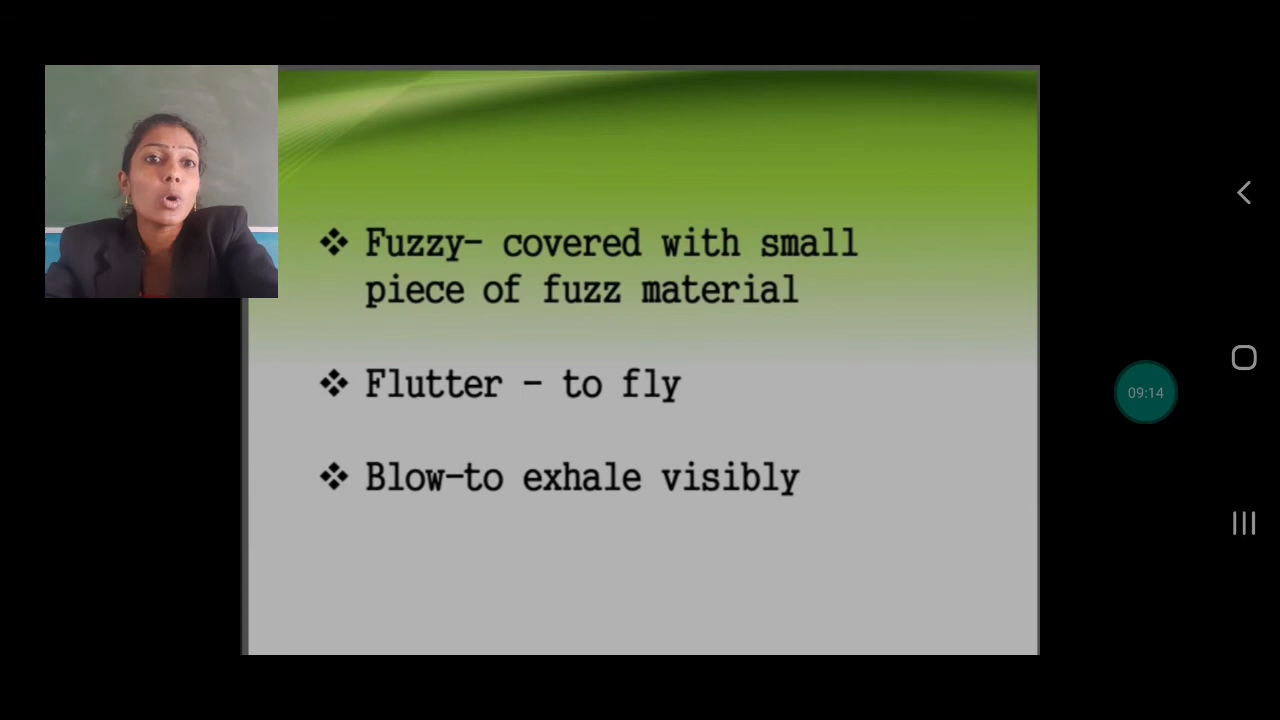 ❖ Fuzzy- covered with small
piece of fuzz material
❖ Flutter - to fly
09:14
❖ Blow-to exhale visibly